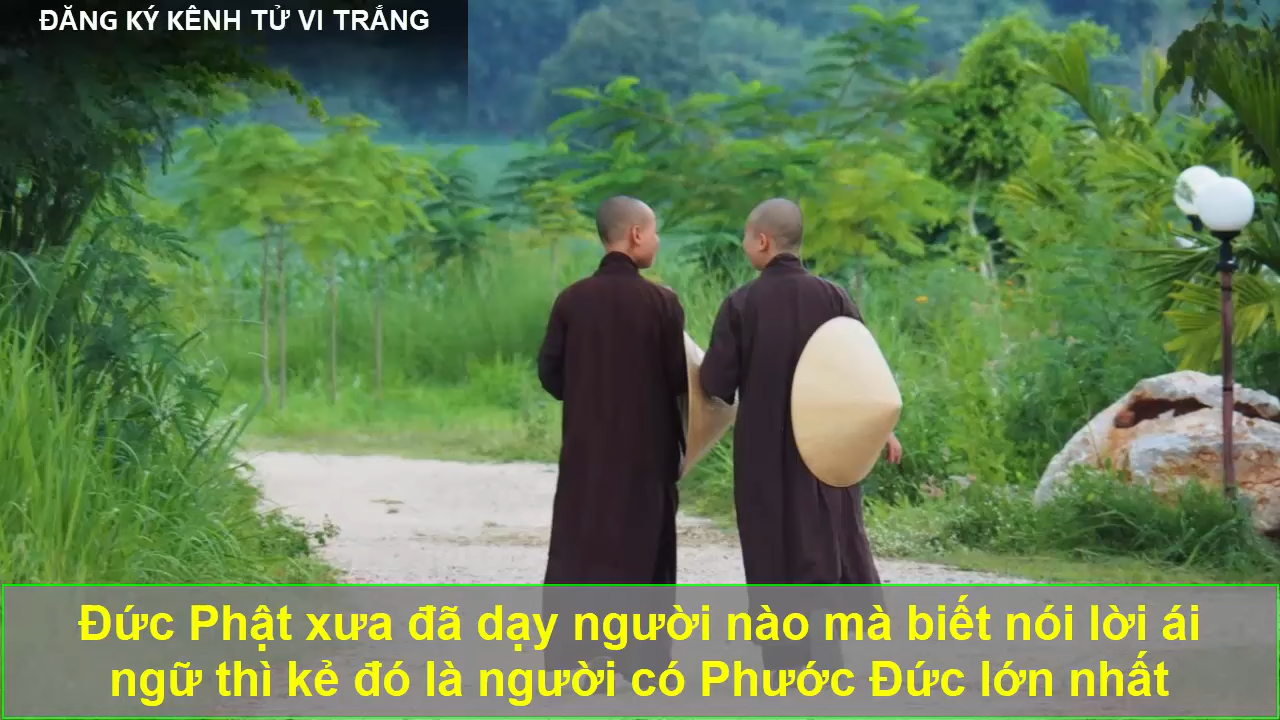 ĐĂNG KÝ KÊNH TỬ VI TRẮNG
Đức Phật xưa đã dạy người nào mà biết nói lời ái
ngữ thì kẻ đó là người có Phước Đức lớn nhất